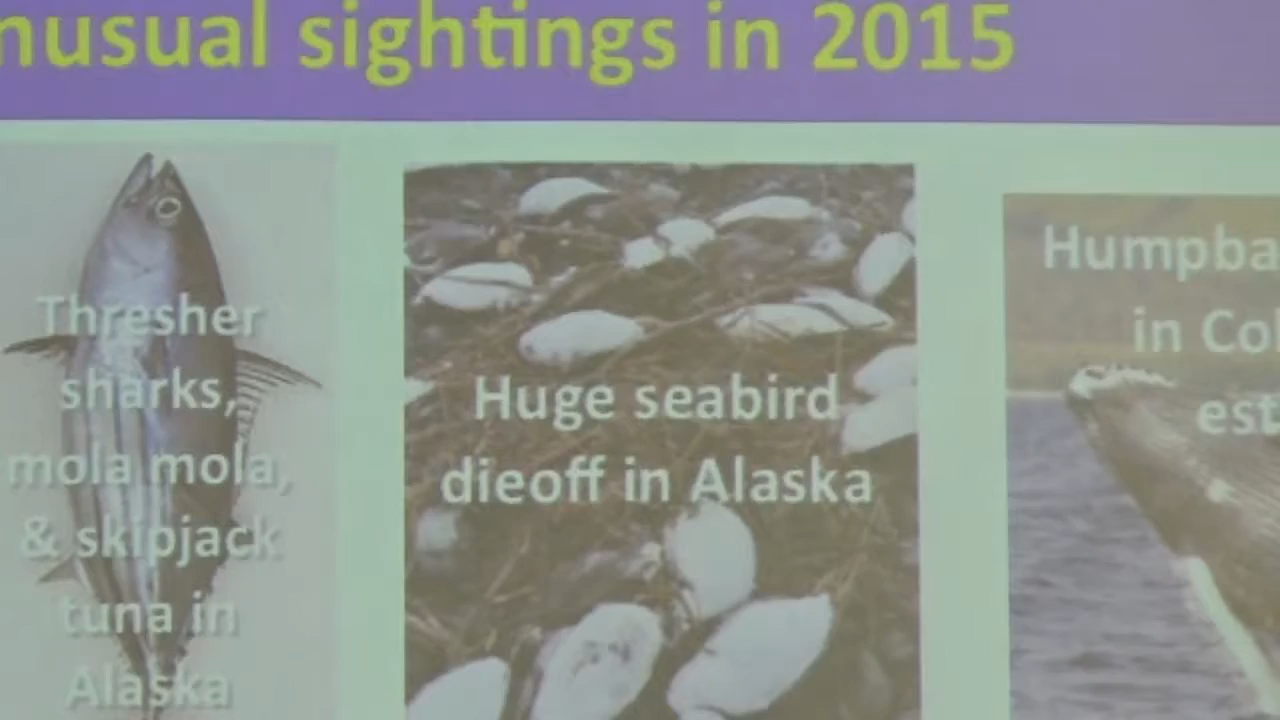 nusual sightings in 2015
Thresher
sharks,
mola mola,
& skipjack
tuna in
Alaska
Huge seabird
dieoff in Alaska
Humpba
in Col
est